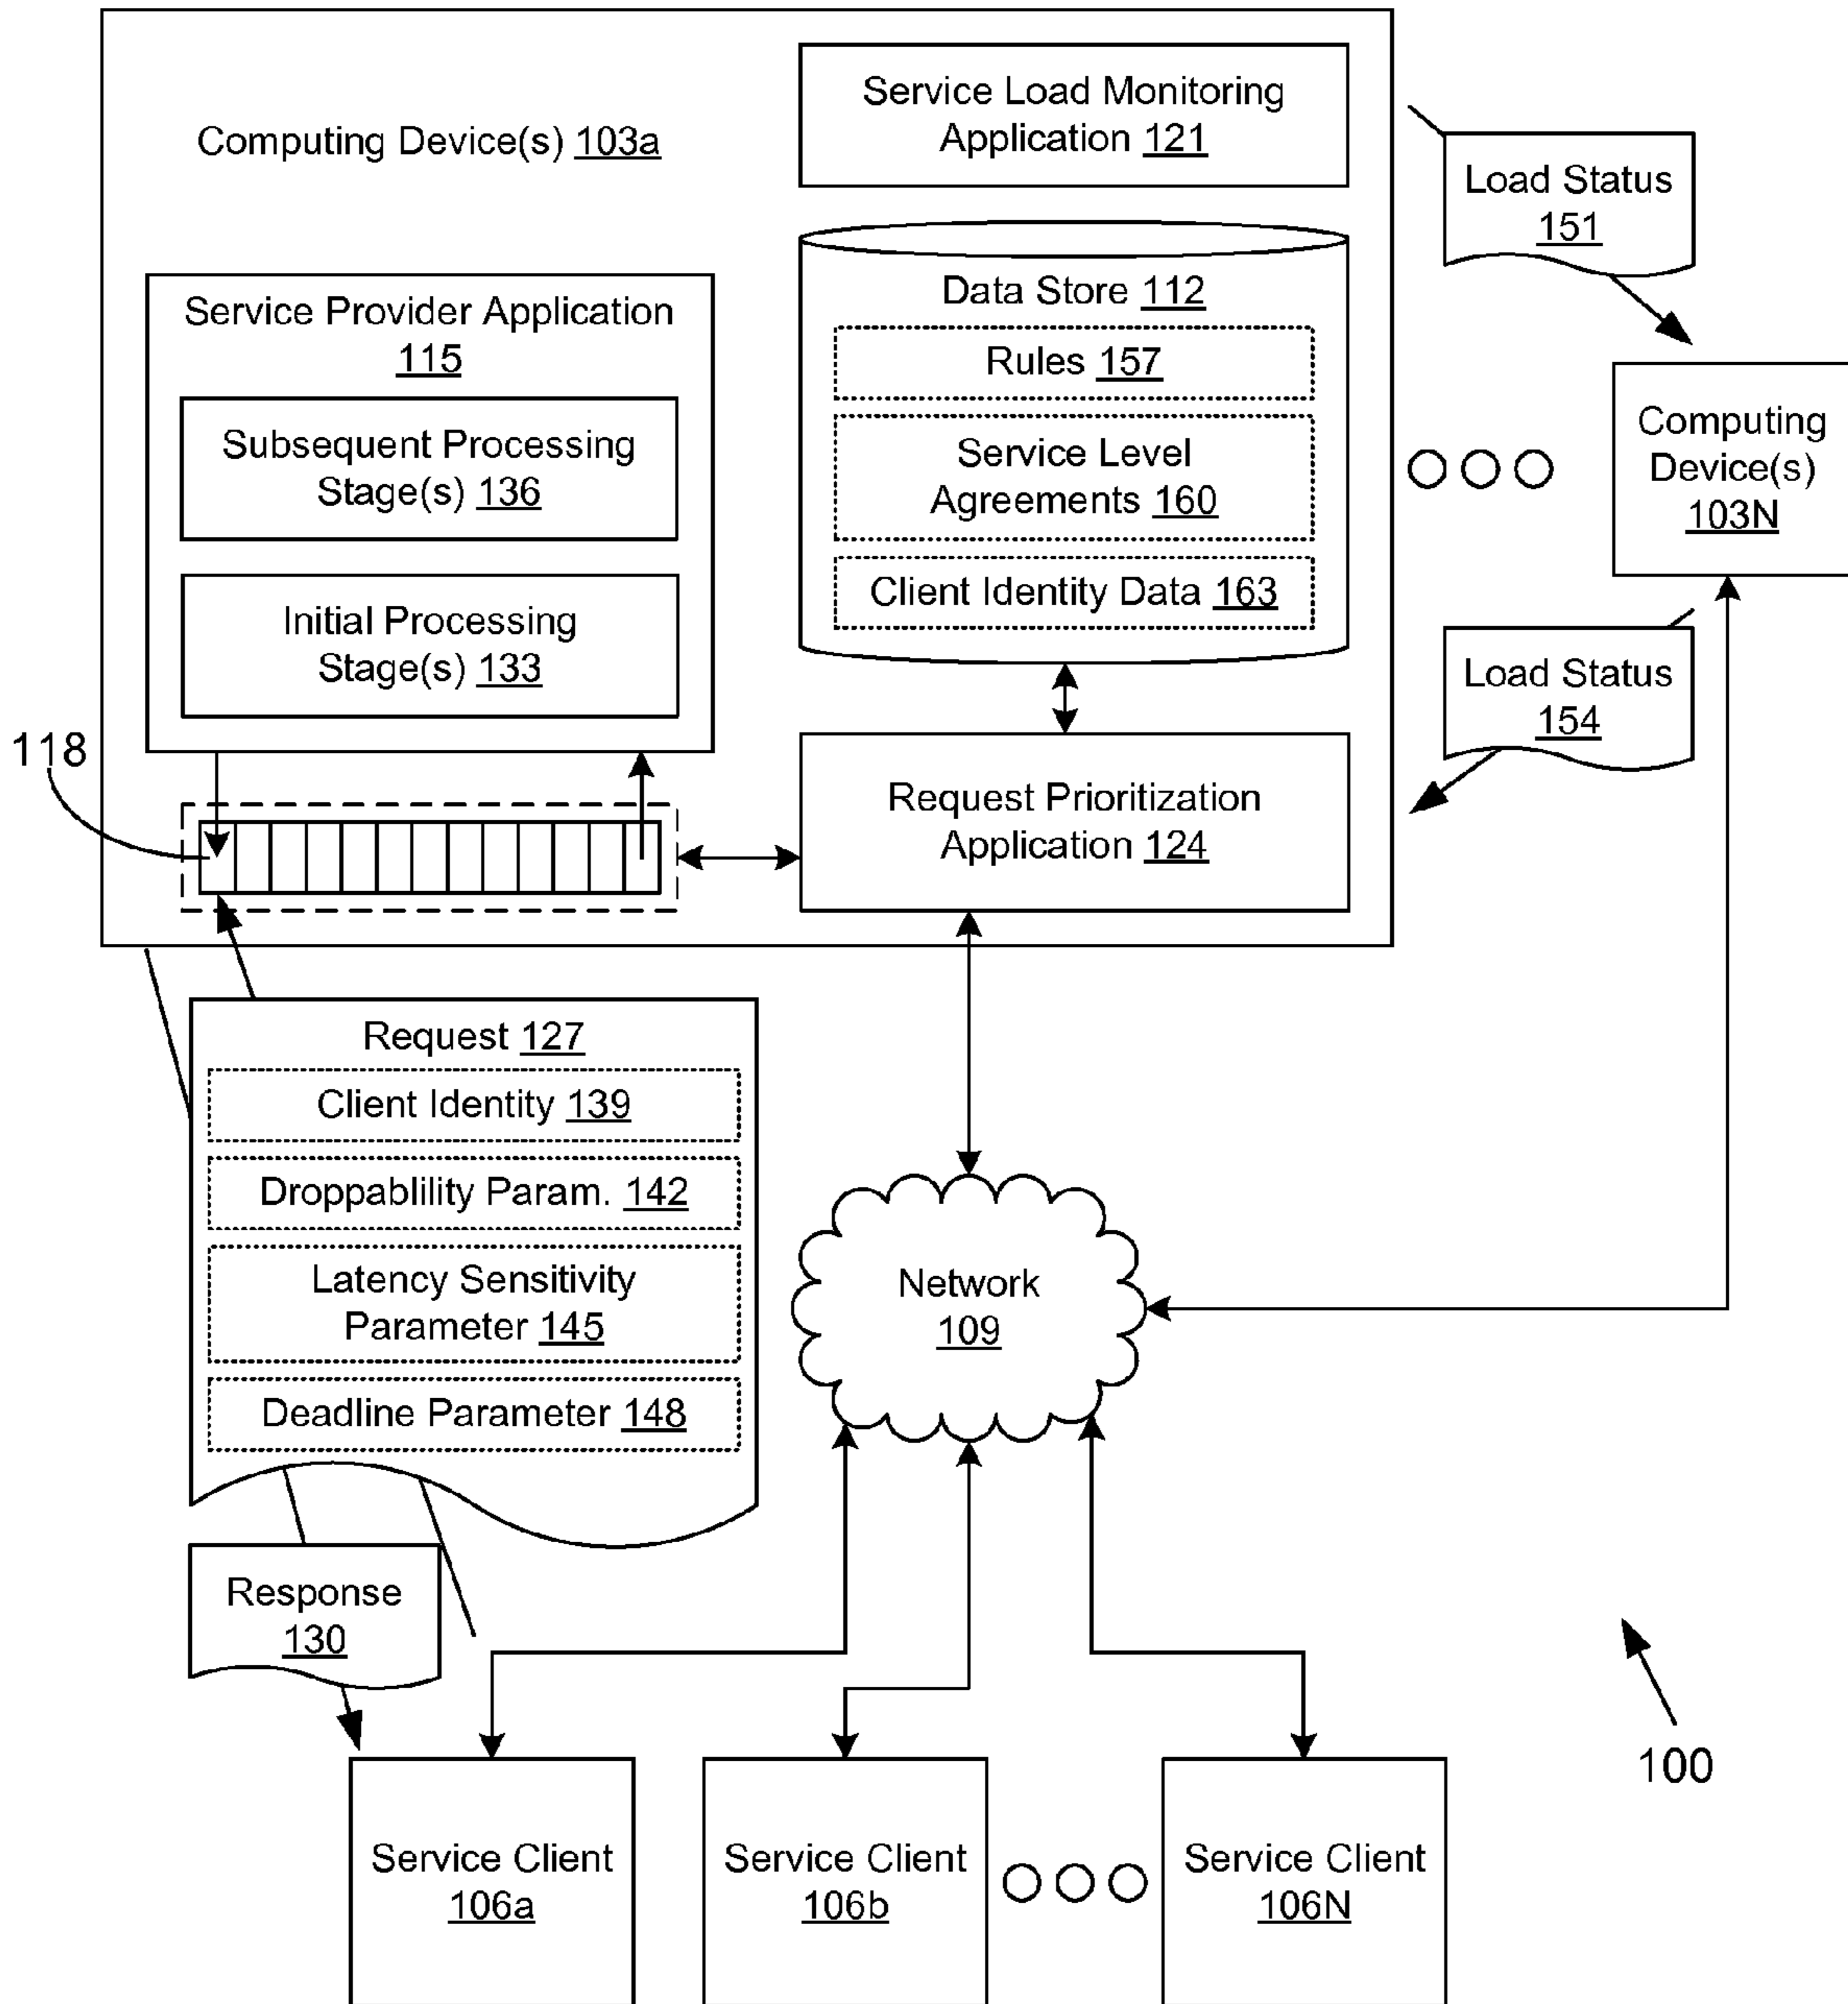 Computing Device(s) 103a
Service Load Monitoring
Application 121
Load Status
151
Service Provider Application
115
Subsequent Processing
Stage(s) 136
Initial Processing
Stage(s) 133
Data Store 112
Rules 157
Service Level
Agreements 160
Client Identity Data 163
Computing
Device(s)
103N
Load Status
154
118
Request Prioritization
Application 124
Request 127
Client Identity 139
Droppablility Param. 142
Latency Sensitivity
Parameter 145
Deadline Parameter 148
Network
109
Response
130
100
Service Client
106a
Service Client
106b
Service Client
106N